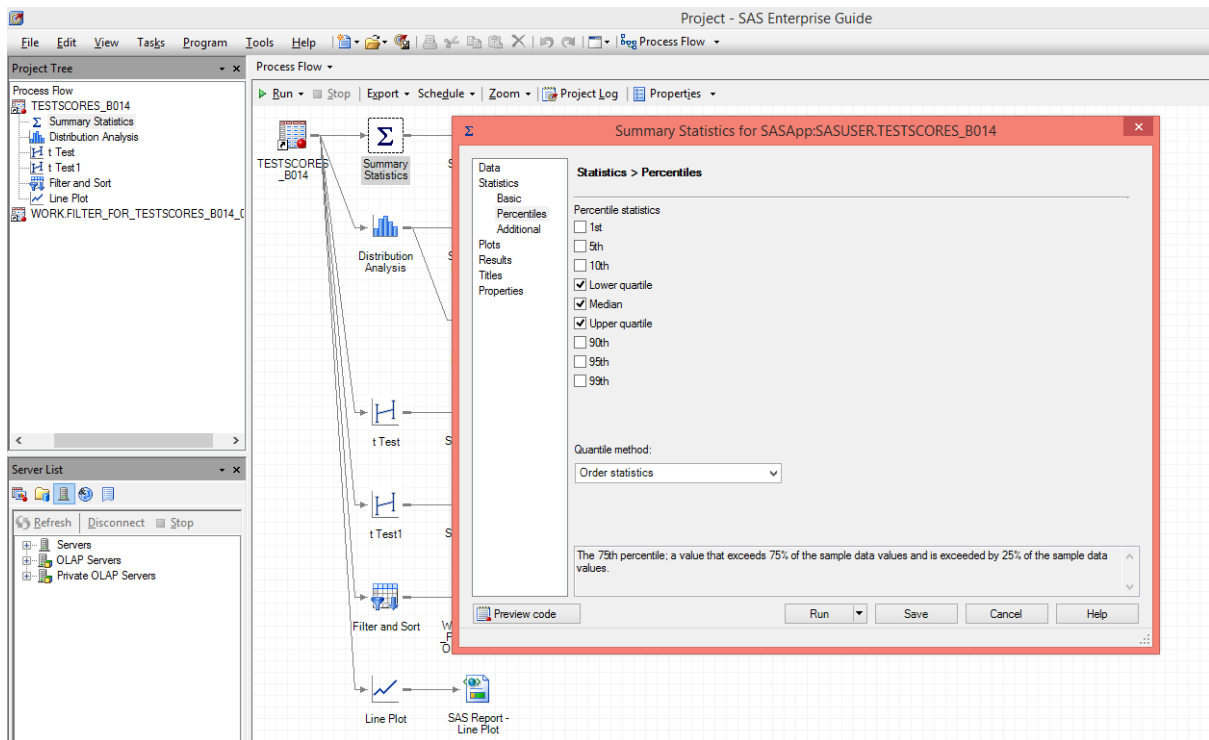 Project - SAS Enterprise Guide
File Edit View Tasks Program Tools Help Process Flow
Project Tree
Process Flow
TESTSCORES_B014
Summary Statistics
Distribution Analysis
t Test
t Test1
Filter and Sort
Line Plot
WORK.FILTER_FOR_TESTSCORES_B014_0
Server List
Refresh Disconnect Stop
Servers
OLAP Servers
Private OLAP Servers
Process Flow
Run Stop Export Schedule Zoom Project Log Properties
TESTSCORES
_B014
Summary
Statistics
S
Distribution
Analysis
S
t Test
S
t Test1
S
Filter and Sort
W
_F
O
Line Plot
SAS Report -
Line Plot
Σ Summary Statistics for SASApp:SASUSER.TESTSCORES_B014
Data
Statistics
Basic
Percentiles
Additional
Plots
Results
Titles
Properties
Statistics > Percentiles
Percentile statistics
1st
5th
10th
Lower quartile
Median
Upper quartile
90th
95th
99th
Quantile method:
Order statistics
The 75th percentile; a value that exceeds 75% of the sample data values and is exceeded by 25% of the sample data
values.
Preview code Run Save Cancel Help